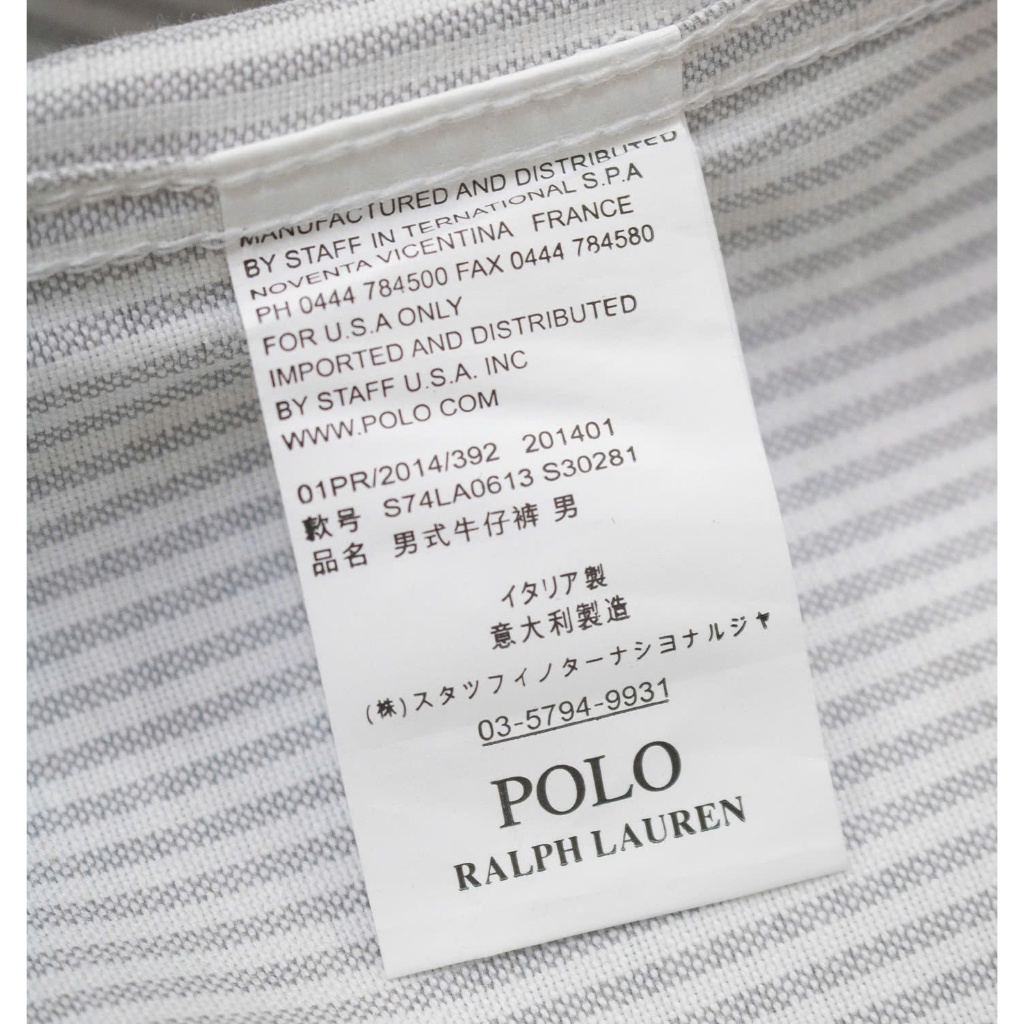 MANUFACTURED AND DISTRIBUTED
BY STAFF IN TERNATIONAL S.P.A
NOVENTA VICENTINA FRANCE
PH 0444 784500 FAX 0444 784580
FOR U.S.A ONLY
IMPORTED AND DISTRIBUTED
BY STAFF U.S.A. INC
WWW.POLO COM
01PR/2014/392 201401
款号 S74LA0613 S30281
品名 男式牛仔裤 男
イタリア製
意大利製造
(株)スタツフイノターナシヨナルジヤ
03-5794-9931
POLO
RALPH LAUREN